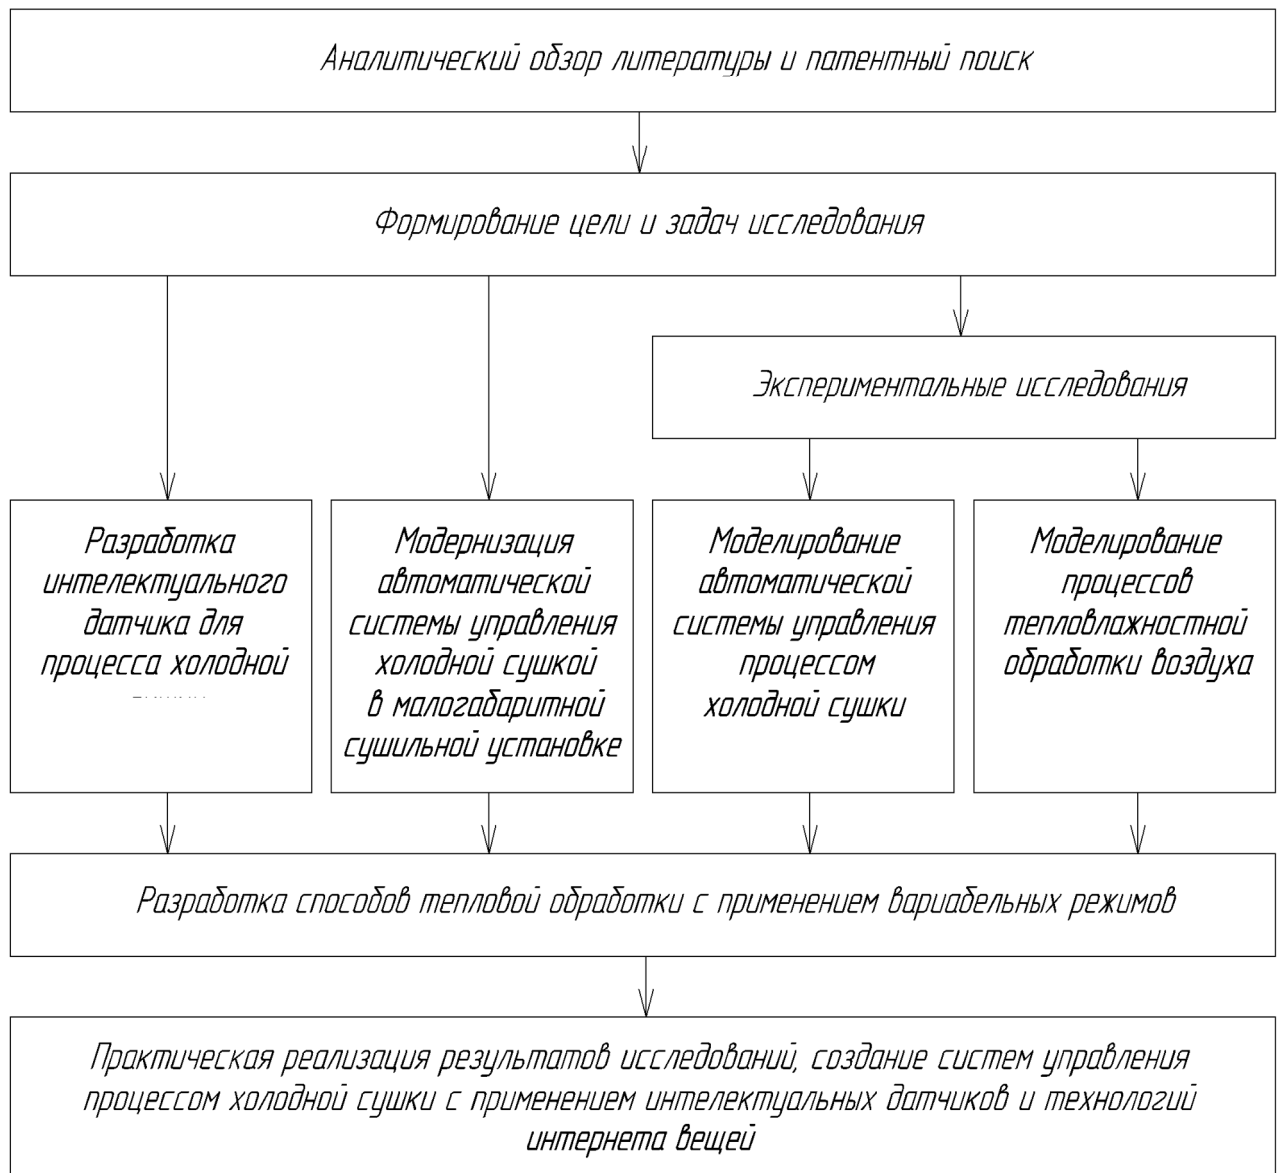 Аналитический обзор литературы и патентный поиск
Формирование цели и задач исследования
Экспериментальные исследования
Разработка
интелектуального
датчика для
процесса холодной
Модернизация
автоматической
системы управления
холодной сушкой
в малогабаритной
сушильной установке
Моделирование
автоматической
системы управления
процессом
холодной сушки
Моделирование
процессов
тепловлажностной
обработки воздуха
Разработка способов тепловой обработки с применением вариабельных режимов
Практическая реализация результатов исследований, создание систем управления
процессом холодной сушки с применением интелектуальных датчиков и технологий
интернета вещей